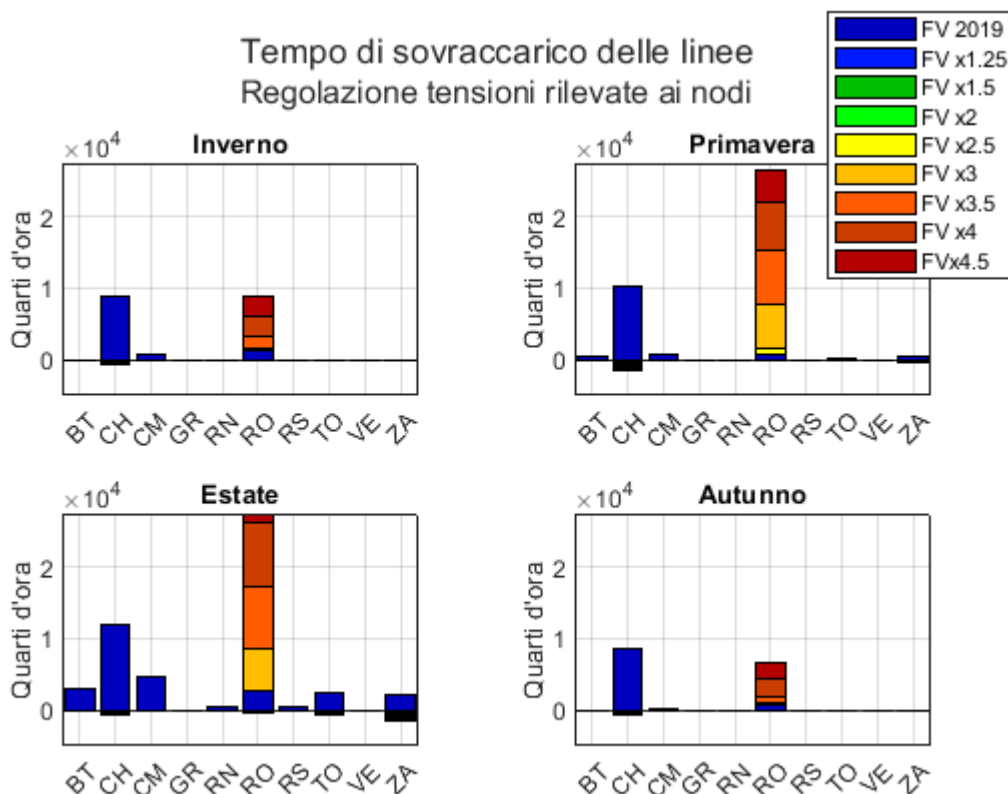 Tempo di sovraccarico delle linee
Regolazione tensioni rilevate ai nodi
FV 2019
FV x1.25
FV x1.5
FV x2
FV x2.5
FV x3
FV x3.5
FV x4
FVx4.5
×10^4
Inverno
Quarti d'ora
2
1
0
BT CH CM GR RN RO RS TO VE ZA
×10^4
Primavera
Quarti d'ora
2
1
0
BT CH CM GR RN RO RS TO VE ZA
×10^4
Estate
Quarti d'ora
2
1
0
BT CH CM GR RN RO RS TO VE ZA
×10^4
Autunno
Quarti d'ora
2
1
0
BT CH CM GR RN RO RS TO VE ZA